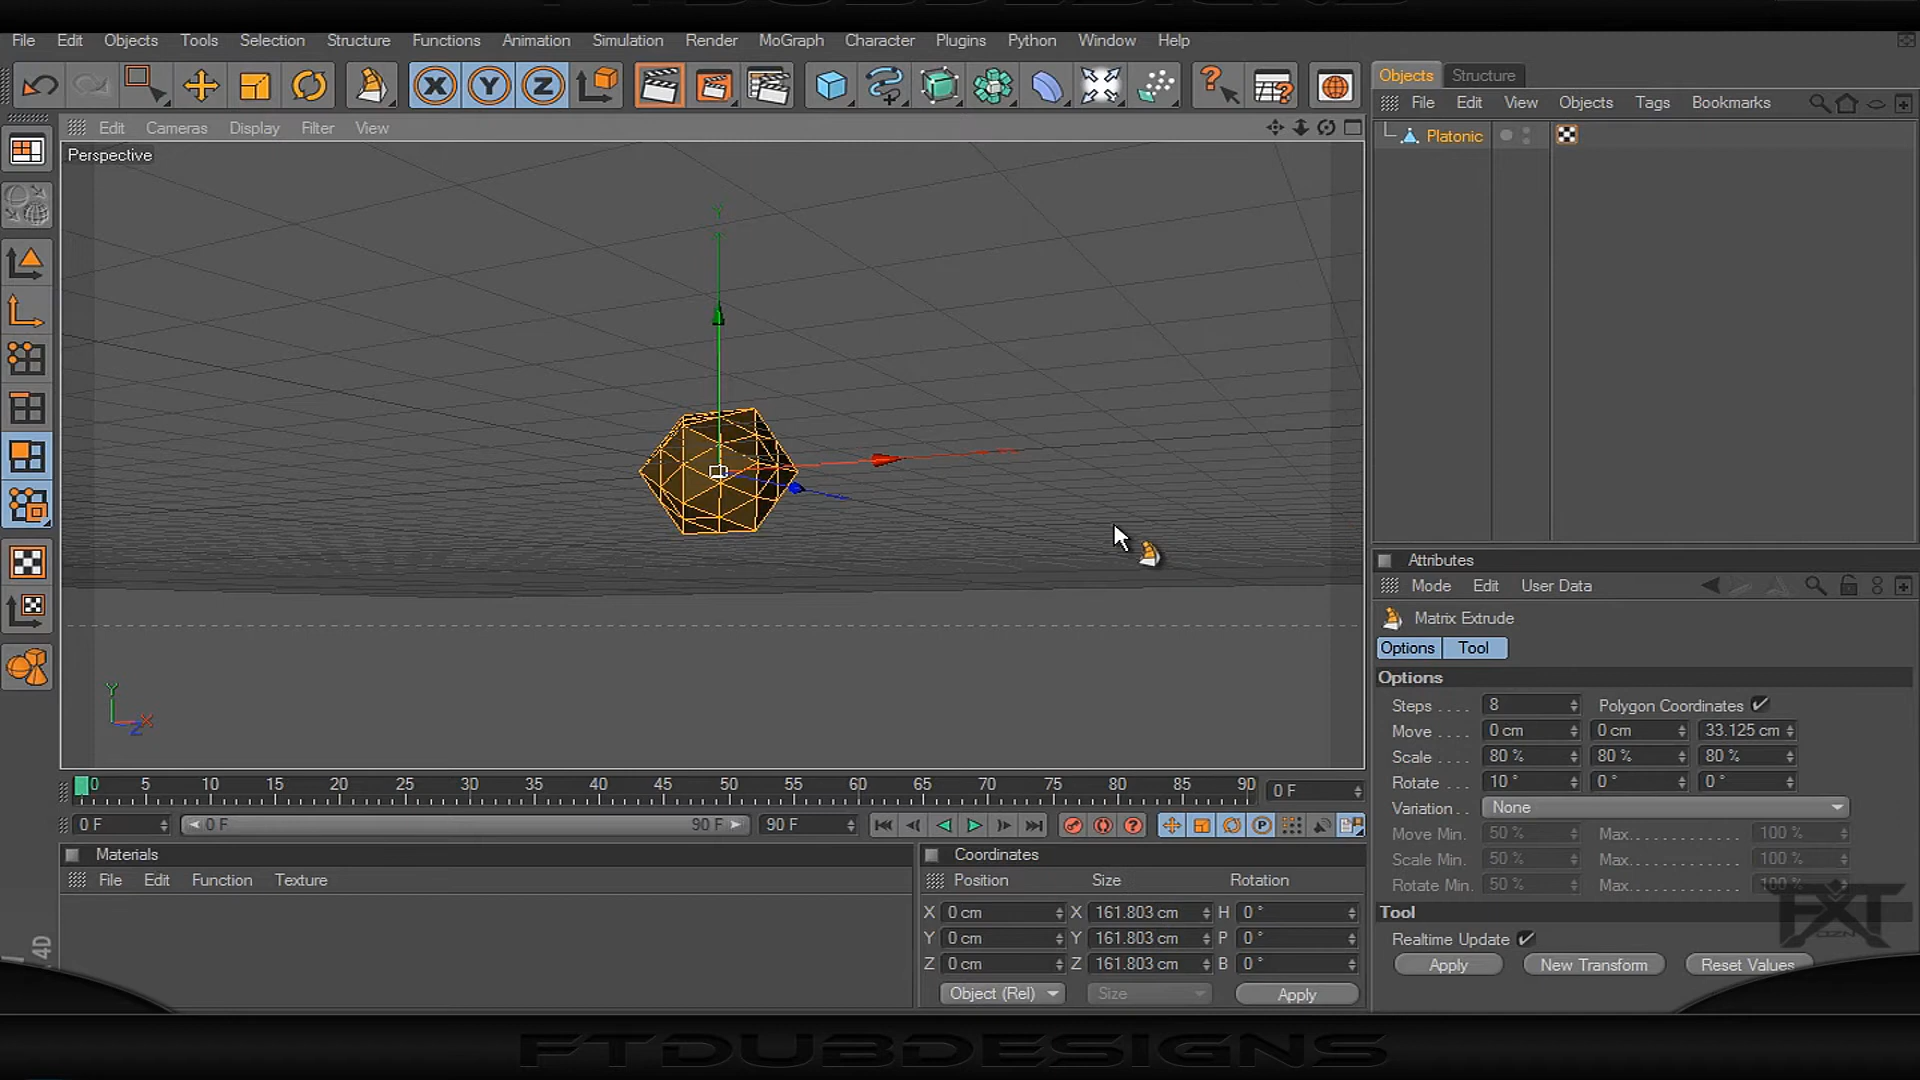 FTDUBDESIGNS
File Edit Objects Tools Selection Structure Functions Animation Simulation Render MoGraph Character Plugins Python Window Help
X Y Z
Objects Structure
File Edit View Objects Tags Bookmarks
Edit Cameras Display Filter View
Perspective
Platonic
Y
Attributes
Mode Edit User Data
Matrix Extrude
Options Tool
Options
Steps . . . . 8 Polygon Coordinates
Move . . . . 0 cm 0 cm 33.125 cm
Scale . . . . 80 % 80 % 80 %
Rotate . . . 10 ° 0 ° 0 °
Variation . . None
Move Min. 50 % Max. 100 %
Scale Min. 50 % Max. 100 %
Rotate Min. 50 % Max. 100 %
Tool
Realtime Update
Apply New Transform Reset Values
Y X Z
0 5 10 15 20 25 30 35 40 45 50 55 60 65 70 75 80 85 90 0 F
0 F 0 F 90 F 90 F P
Materials
File Edit Function Texture
Coordinates
Position Size Rotation
X 0 cm X 161.803 cm H 0 °
Y 0 cm Y 161.803 cm P 0 °
Z 0 cm Z 161.803 cm B 0 °
Object (Rel) Size Apply
4D
FXT
FTDUBDESIGNS